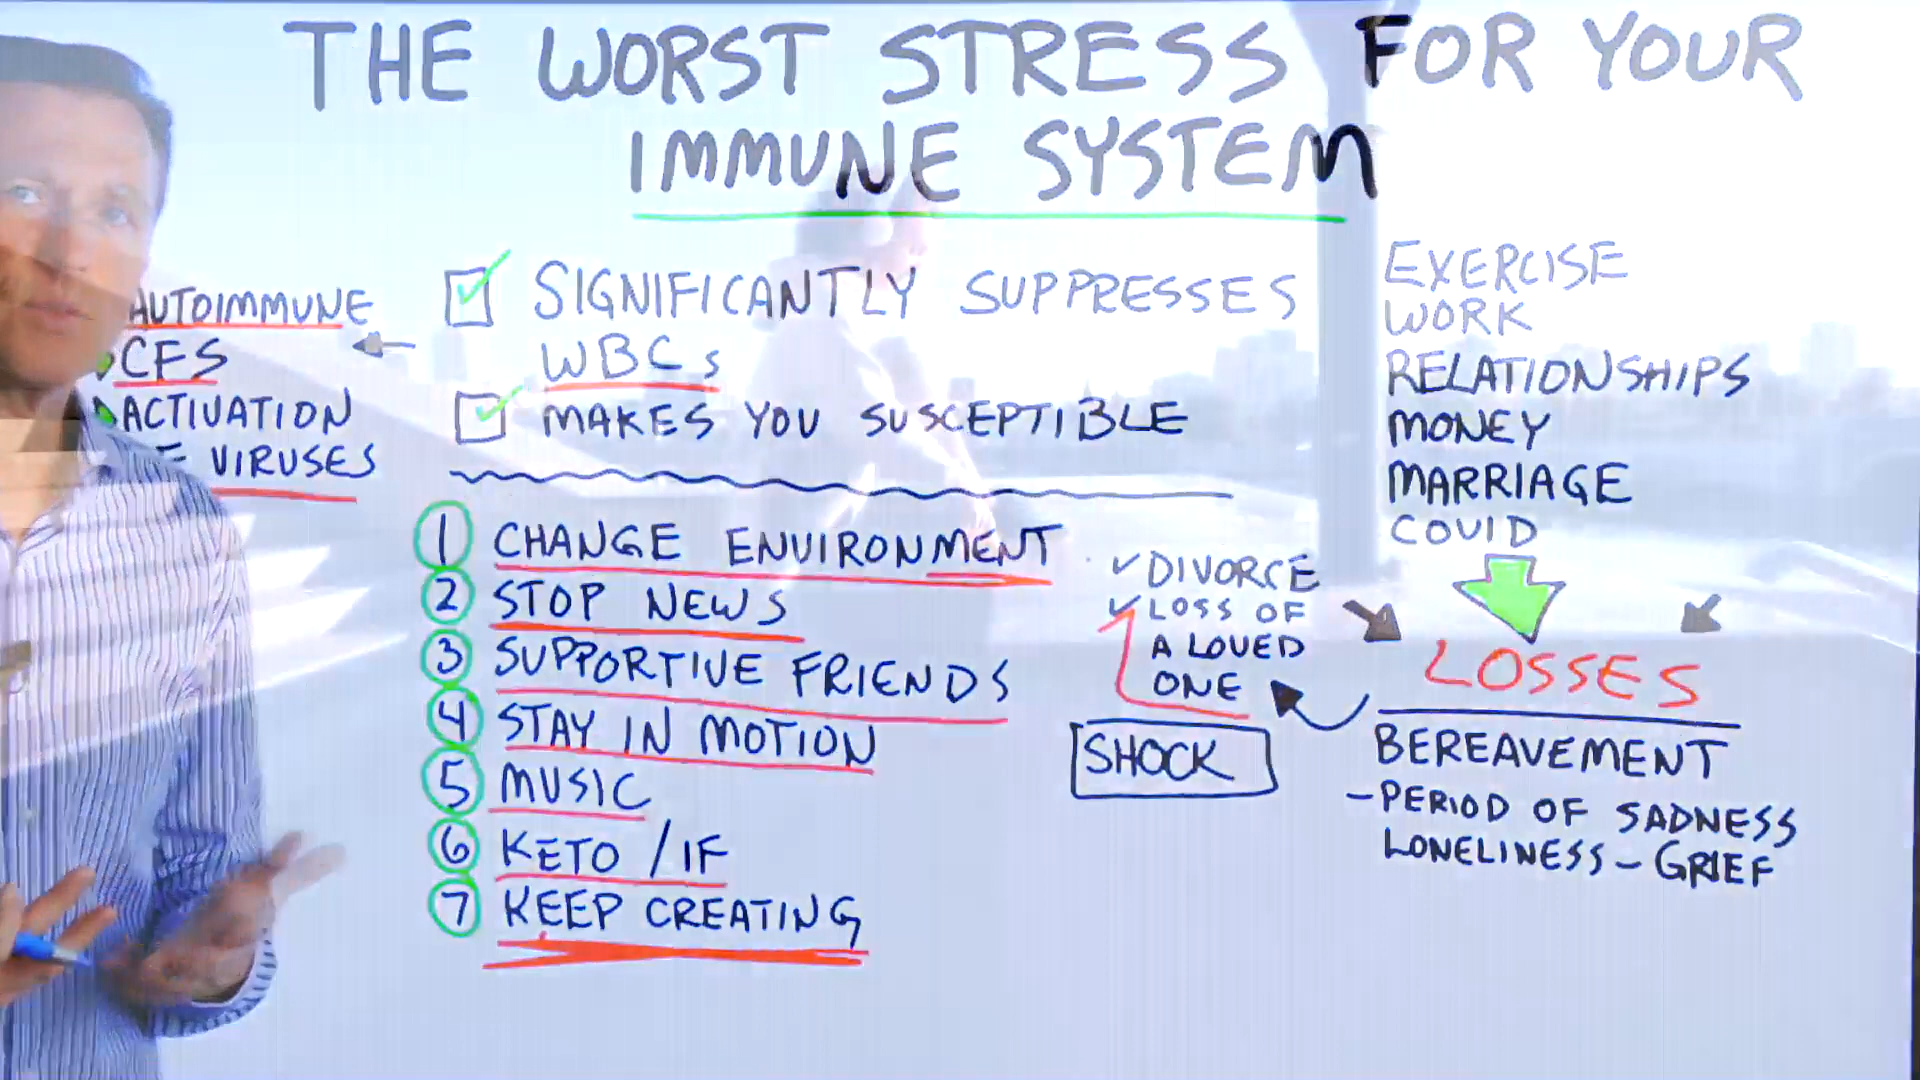 THE WORST STRESS FOR YOUR
IMMUNE SYSTEM
AUTOIMMUNE
CFS
ACTIVATION
VIRUSES
SIGNIFICANTLY SUPPRESSES
WBCs
MAKES YOU SUSCEPTIBLE
1 CHANGE ENVIRONMENT
2 STOP NEWS
3 SUPPORTIVE FRIENDS
4 STAY IN MOTION
5 MUSIC
6 KETO / IF
7 KEEP CREATING
DIVORCE
LOSS OF
A LOVED
ONE
SHOCK
EXERCISE
WORK
RELATIONSHIPS
MONEY
MARRIAGE
COVID
LOSSES
BEREAVEMENT
- PERIOD OF SADNESS
LONELINESS - GRIEF